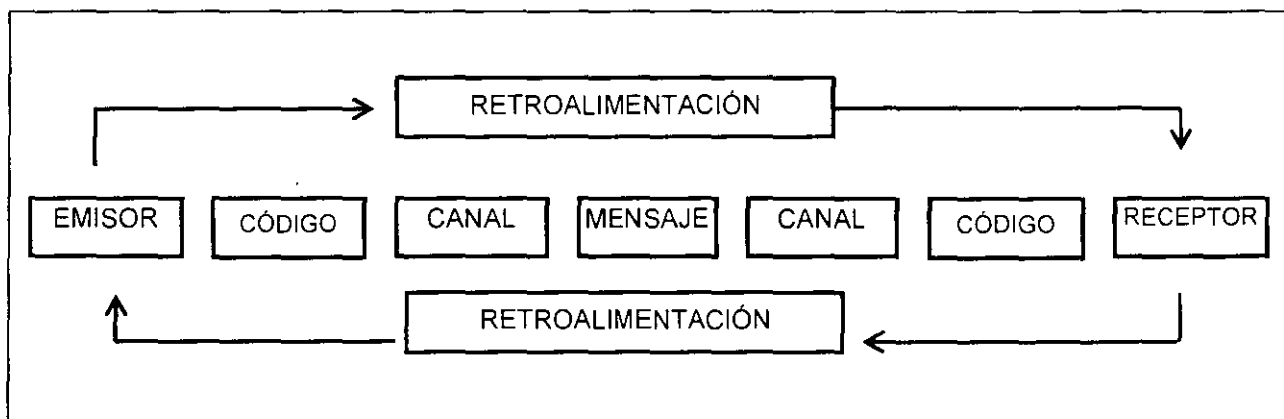 RETROALIMENTACIÓN
EMISOR CÓDIGO CANAL MENSAJE CANAL CÓDIGO RECEPTOR
RETROALIMENTACIÓN